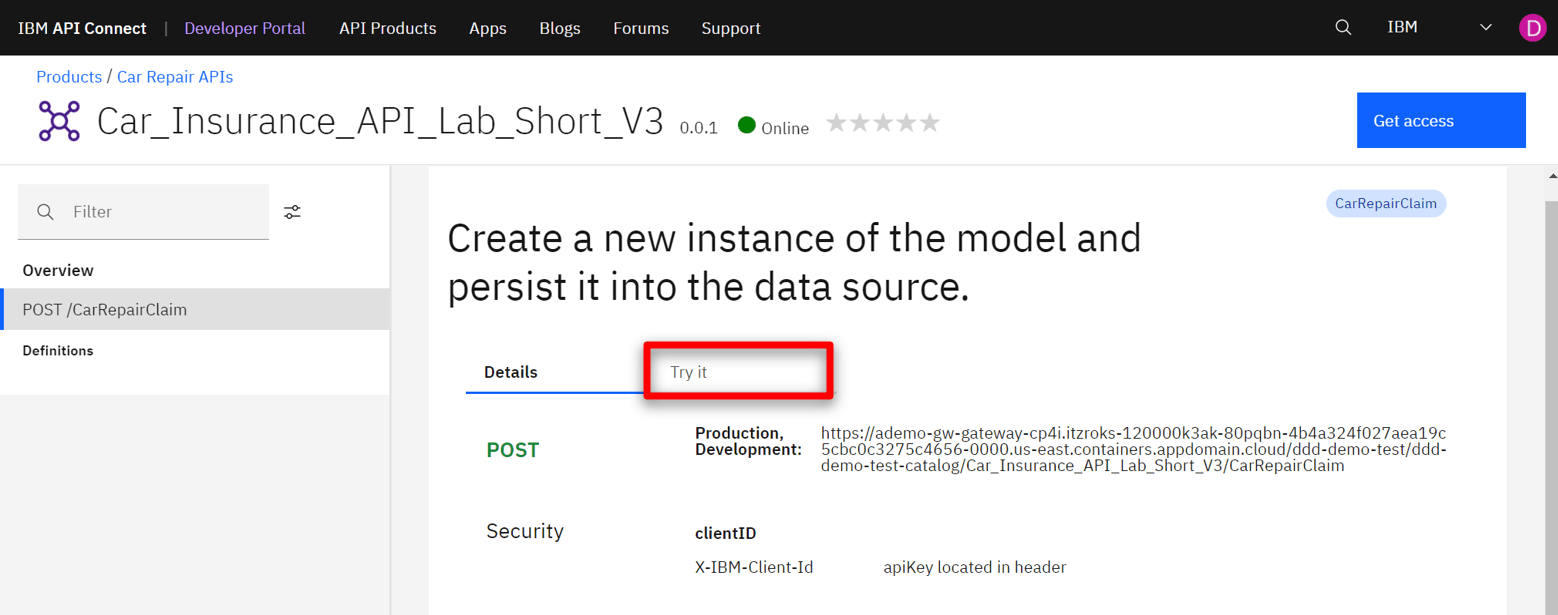 IBM API Connect | Developer Portal API Products Apps Blogs Forums Support IBM D
Products / Car Repair APIs
Car_Insurance_API_Lab_Short_V3 0.0.1 Online Get access
Filter
Overview
POST /CarRepairClaim
Definitions
CarRepairClaim
Create a new instance of the model and
persist it into the data source.
Details Try it
POST
Production,
Development:
https://ademo-gw-gateway-cp4i.itzroks-120000k3ak-80pqbn-4b4a324f027aea19c
5cbc0c3275c4656-0000.us-east.containers.appdomain.cloud/ddd-demo-test/ddd-
demo-test-catalog/Car_Insurance_API_Lab_Short_V3/CarRepairClaim
Security
clientID
X-IBM-Client-Id apiKey located in header